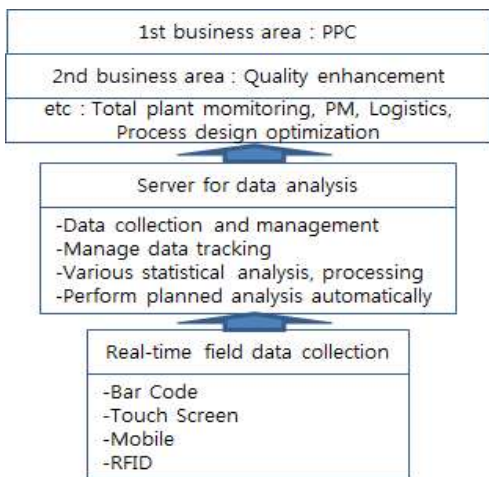 1st business area : PPC
2nd business area : Quality enhancement
etc : Total plant momitoring, PM, Logistics,
Process design optimization
Server for data analysis
-Data collection and management
-Manage data tracking
-Various statistical analysis, processing
-Perform planned analysis automatically
Real-time field data collection
-Bar Code
-Touch Screen
-Mobile
-RFID